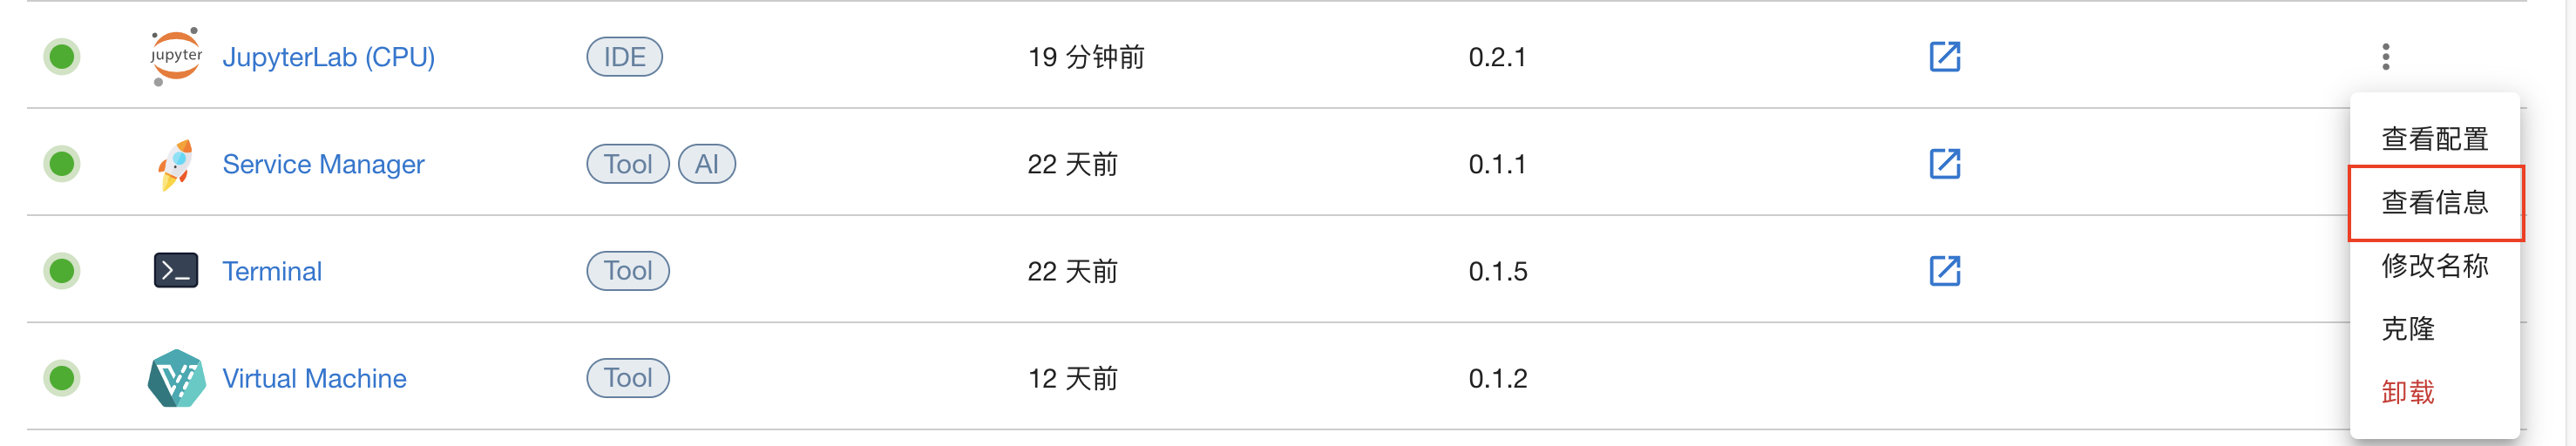 jupyter JupyterLab (CPU) IDE 19 分钟前 0.2.1
查看配置
Service Manager Tool AI 22 天前 0.1.1
查看信息
Terminal Tool 22 天前 0.1.5
修改名称
克隆
Virtual Machine Tool 12 天前 0.1.2
卸载